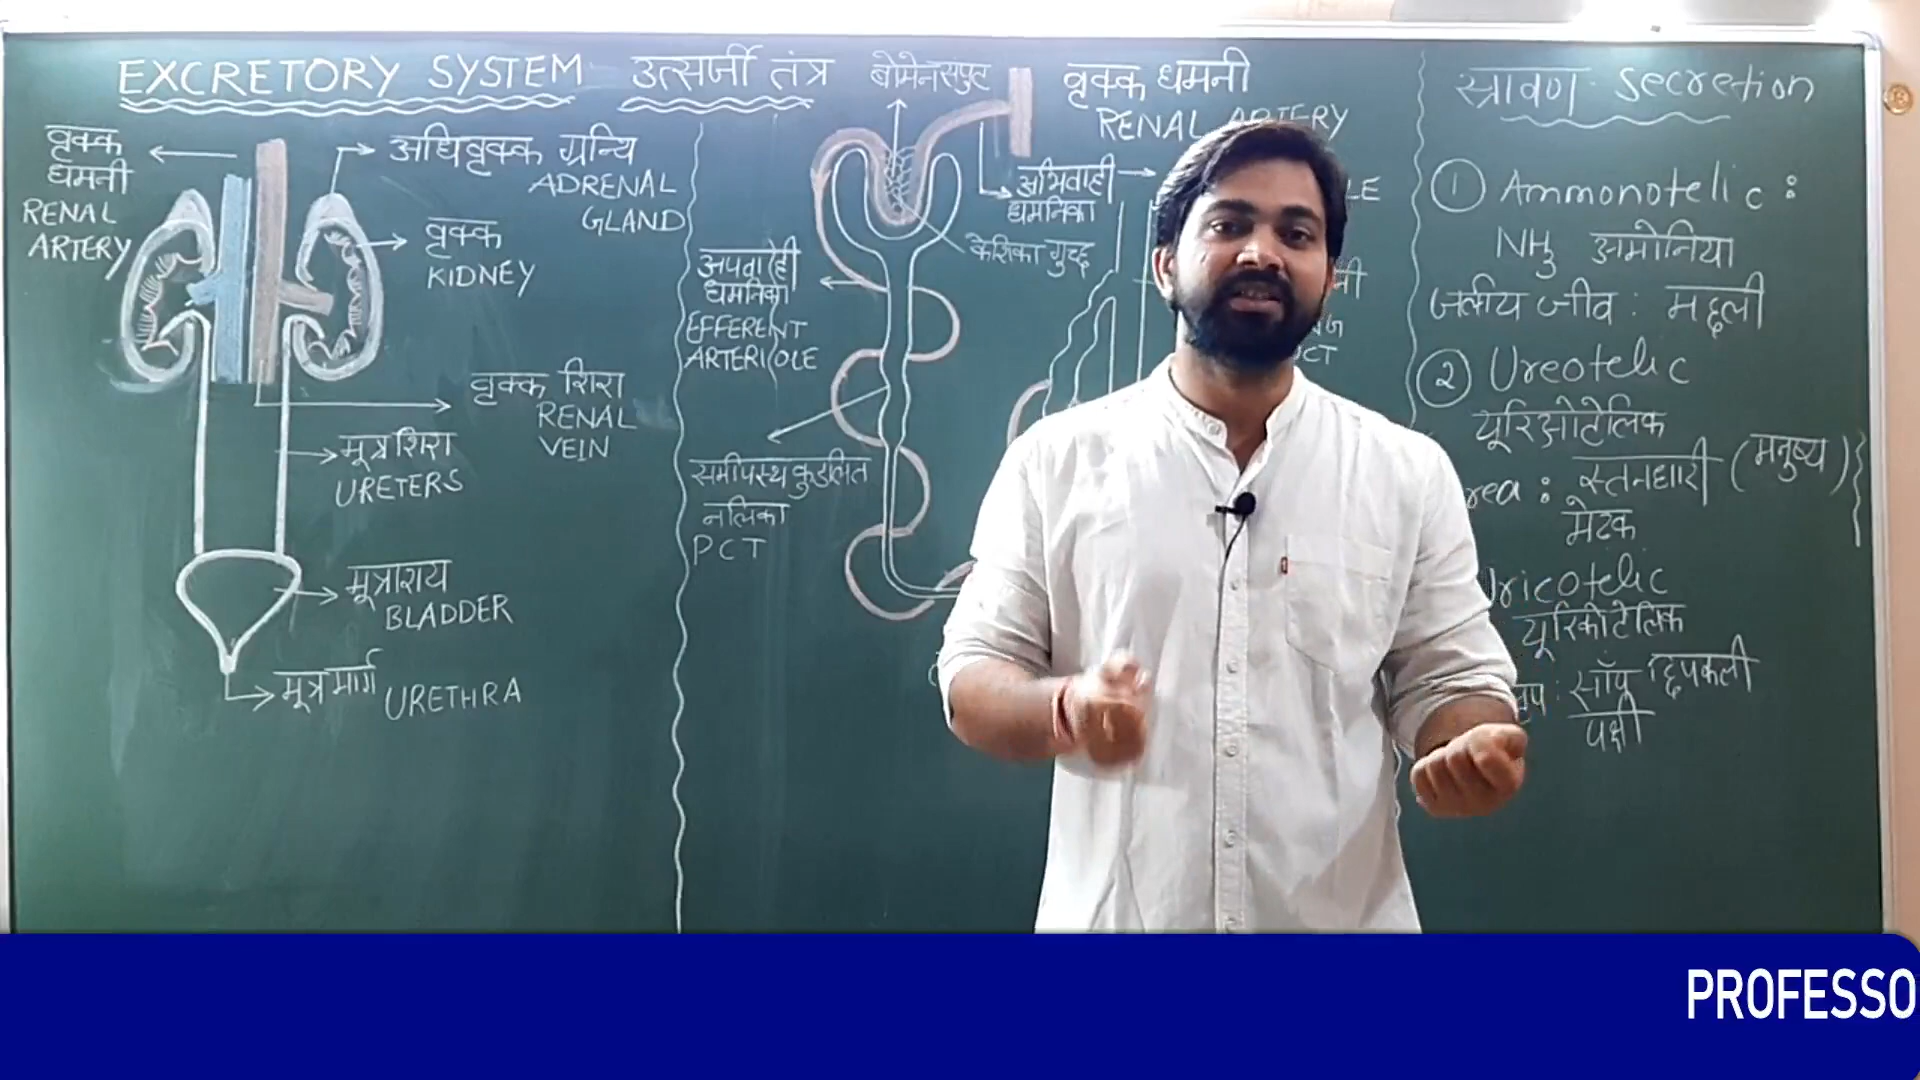 EXCRETORY SYSTEM उत्सर्जी तंत्र
वृक्क
धमनी
RENAL
ARTERY
अधिवृक्क ग्रन्थि
ADRENAL
GLAND
वृक्क
KIDNEY
वृक्क शिरा
RENAL
VEIN
मूत्रशिरा
URETERS
मूत्राशय
BLADDER
मूत्रमार्ग URETHRA
बोमेनसपुट
वृक्क धमनी
RENAL ARTERY
अभिवाही
धमनिका
केशिका गुच्छ
अपवाही
धमनिका
EFFERENT
ARTERIOLE
समीपस्थ कुडलित
नलिका
PCT
स्त्रावण Secretion
① Ammonotelic :
NH3 अमोनिया
जलीय जीव : मछली
② Ureotelic
यूरिओटेलिक
rea : स्तनधारी (मनुष्य)
मेढक
Uricotelic
यूरिकोटेलिक
साँप छिपकली
पक्षी
PROFESSO